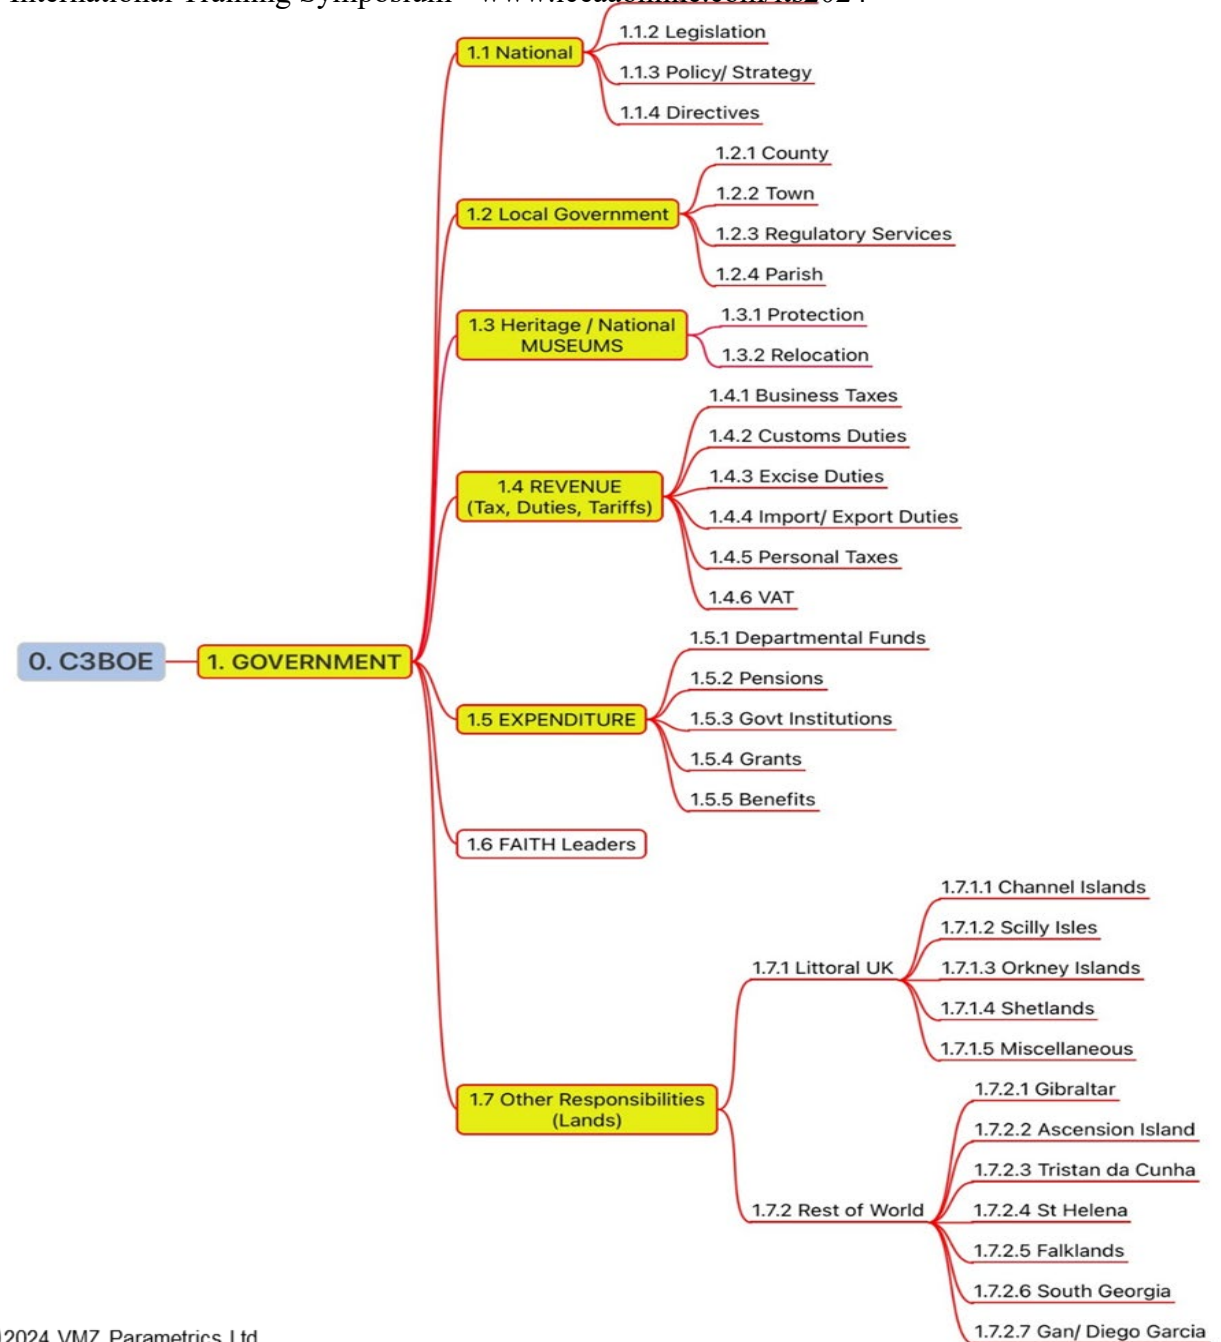 International Training Symposium
0. C3BOE
1. GOVERNMENT
1.1 National
1.1.2 Legislation
1.1.3 Policy/ Strategy
1.1.4 Directives
1.2 Local Government
1.2.1 County
1.2.2 Town
1.2.3 Regulatory Services
1.2.4 Parish
1.3 Heritage / National
MUSEUMS
1.3.1 Protection
1.3.2 Relocation
1.4 REVENUE
(Tax, Duties, Tariffs)
1.4.1 Business Taxes
1.4.2 Customs Duties
1.4.3 Excise Duties
1.4.4 Import/ Export Duties
1.4.5 Personal Taxes
1.4.6 VAT
1.5 EXPENDITURE
1.5.1 Departmental Funds
1.5.2 Pensions
1.5.3 Govt Institutions
1.5.4 Grants
1.5.5 Benefits
1.6 FAITH Leaders
1.7 Other Responsibilities
(Lands)
1.7.1 Littoral UK
1.7.1.1 Channel Islands
1.7.1.2 Scilly Isles
1.7.1.3 Orkney Islands
1.7.1.4 Shetlands
1.7.1.5 Miscellaneous
1.7.2 Rest of World
1.7.2.1 Gibraltar
1.7.2.2 Ascension Island
1.7.2.3 Tristan da Cunha
1.7.2.4 St Helena
1.7.2.5 Falklands
1.7.2.6 South Georgia
1.7.2.7 Gan/ Diego Garcia
2024 VMZ Parametrics Ltd